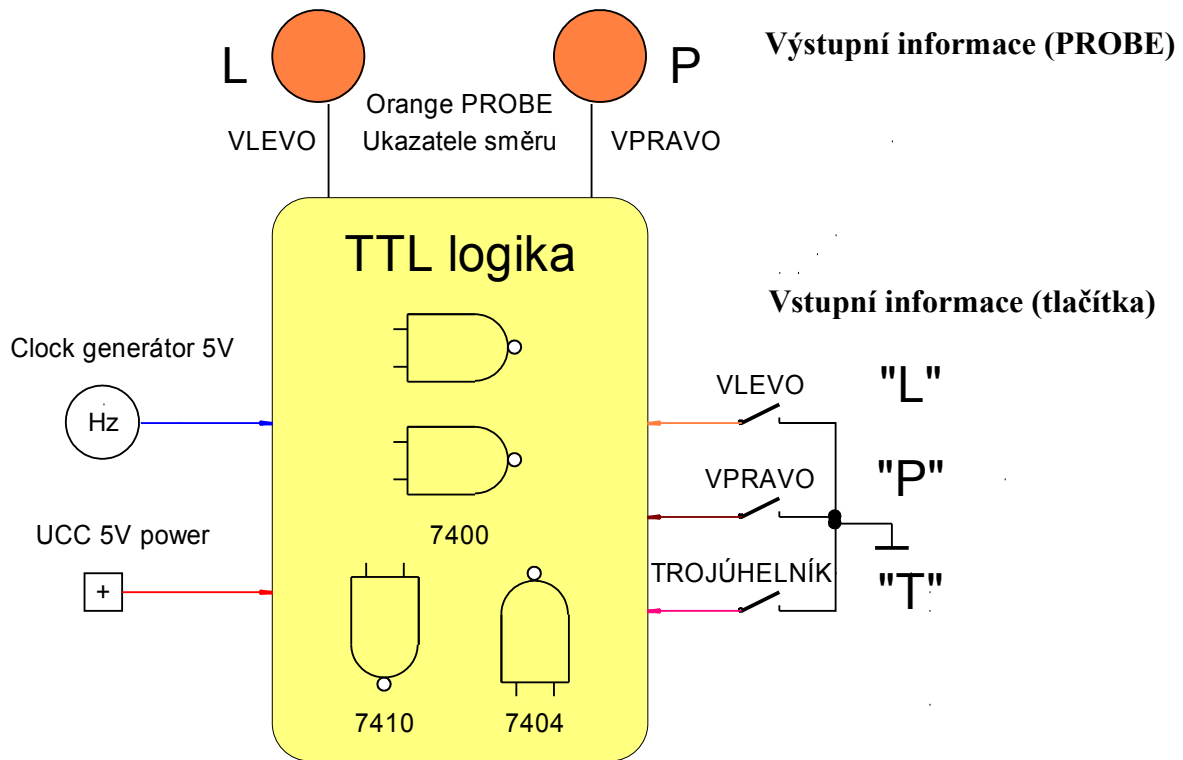 Výstupní informace (PROBE)
L
P
Orange PROBE
VLEVO
Ukazatele směru
VPRAVO
TTL logika
Vstupní informace (tlačítka)
Clock generátor 5V
Hz
VLEVO
"L"
VPRAVO
"P"
7400
UCC 5V power
+
TROJÚHELNÍK
"T"
7410
7404